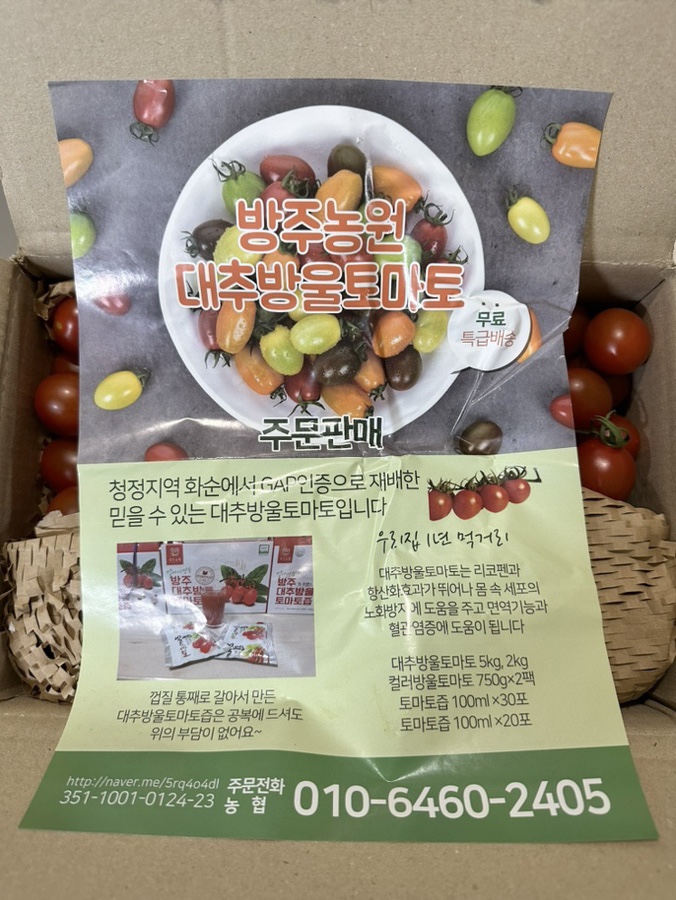 방주농원
대추방울토마토
무료
특급배송
주문판매
청정지역 화순에서 GAP인증으로 재배한
믿을 수 있는 대추방울토마토입니다
우리집 1년 먹거리
방주
대추방울
토마토즙
방주
대추방울
토마토즙
대추방울토마토는 리코펜과
항산화효과가 뛰어나 몸 속 세포의
노화방지에 도움을 주고 면역기능과
혈관염증에 도움이 됩니다
대추방울토마토 5kg, 2kg
컬러방울토마토 750g×2팩
토마토즙 100ml×30포
토마토즙 100ml×20포
껍질 통째로 갈아서 만든
대추방울토마토즙은 공복에 드셔도
위의 부담이 없어요~
http://naver.me/5rq4o4dl 주문전화
351-1001-0124-23 농협
010-6460-2405